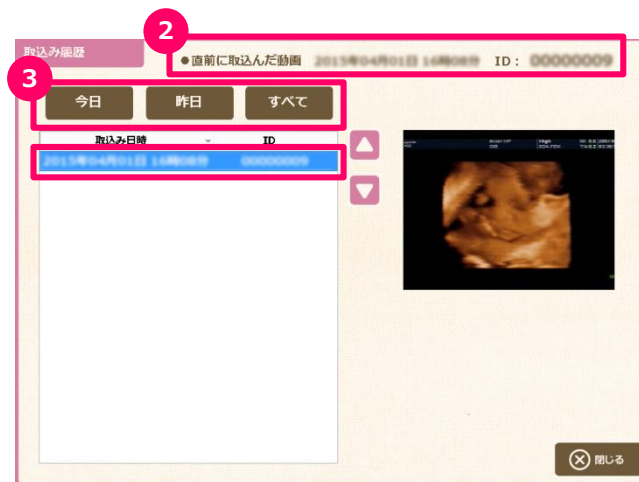 2
取込み履歴
●直前に取込んだ動画 2015年04月01日 16時08分 ID： 00000009
3
今日 昨日 すべて
取込み日時 ID
2015年04月01日 16時08分 00000009
閉じる